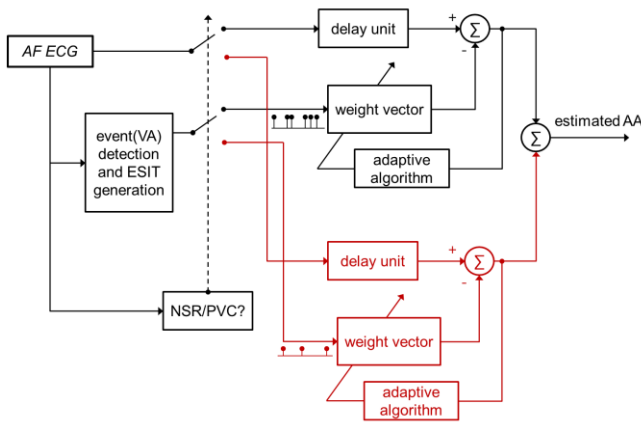 AF ECG
delay unit
+
Σ
-
event(VA)
detection
and ESIT
generation
weight vector
adaptive
algorithm
estimated AA
Σ
delay unit
+
Σ
-
NSR/PVC?
weight vector
adaptive
algorithm